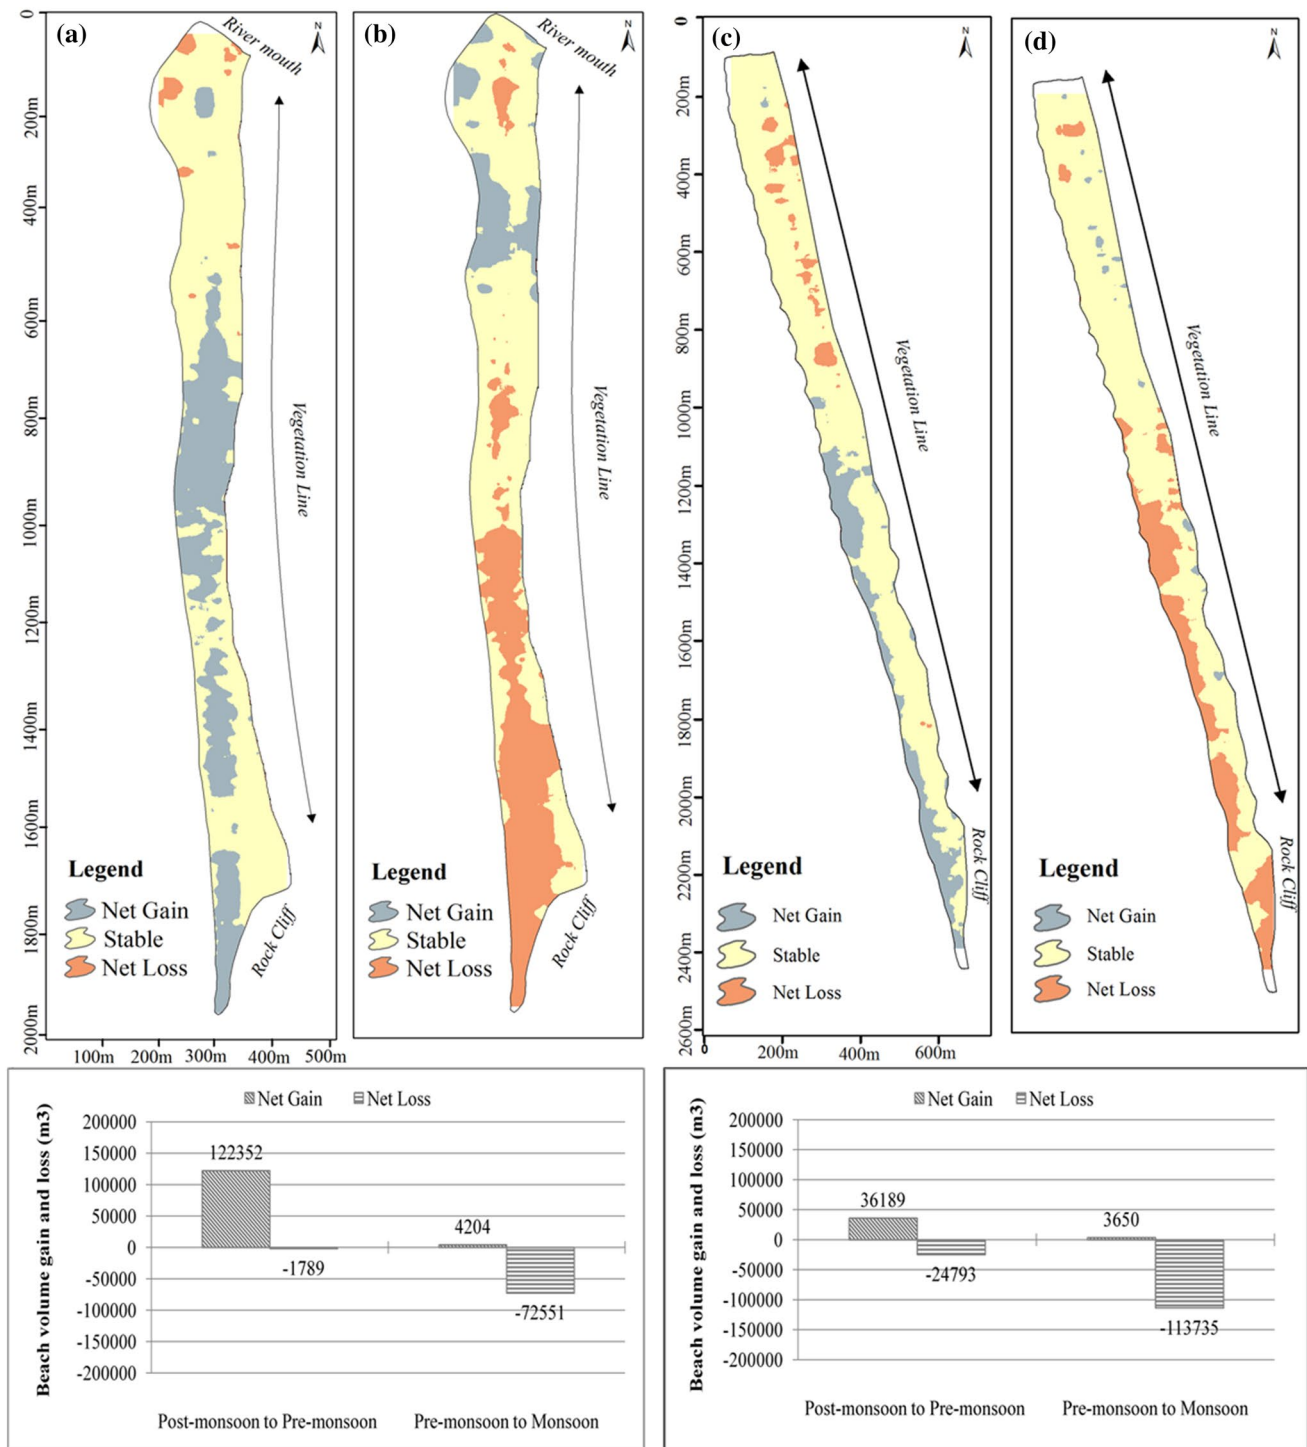 (a)
N
River mouth
Vegetation Line
Rock Cliff
0
200m
400m
600m
800m
1000m
1200m
1400m
1600m
1800m
2000m
Legend
Net Gain
Stable
Net Loss
100m 200m 300m 400m 500m
(b)
N
River mouth
Vegetation Line
Rock Cliff
Legend
Net Gain
Stable
Net Loss
(c)
N
Vegetation Line
Rock Cliff
0
200m
400m
600m
800m
1000m
1200m
1400m
1600m
1800m
2000m
2200m
2400m
2600m
Legend
Net Gain
Stable
Net Loss
0 200m 400m 600m
(d)
N
Vegetation Line
Rock Cliff
Legend
Net Gain
Stable
Net Loss
Net Gain Net Loss
Beach volume gain and loss (m3)
200000
150000
100000
50000
0
-50000
-100000
-150000
-200000
122352
-1789
4204
-72551
Post-monsoon to Pre-monsoon Pre-monsoon to Monsoon
Net Gain Net Loss
Beach volume gain and loss (m3)
200000
150000
100000
50000
0
-50000
-100000
-150000
-200000
36189
-24793
3650
-113735
Post-monsoon to Pre-monsoon Pre-monsoon to Monsoon